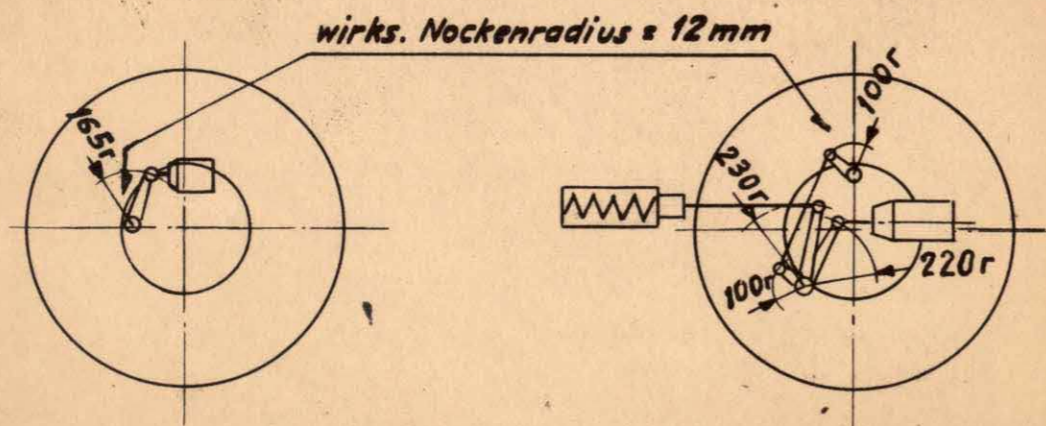 wirks. Nockenradius = 12mm
165r
100r
230r
220r
100r